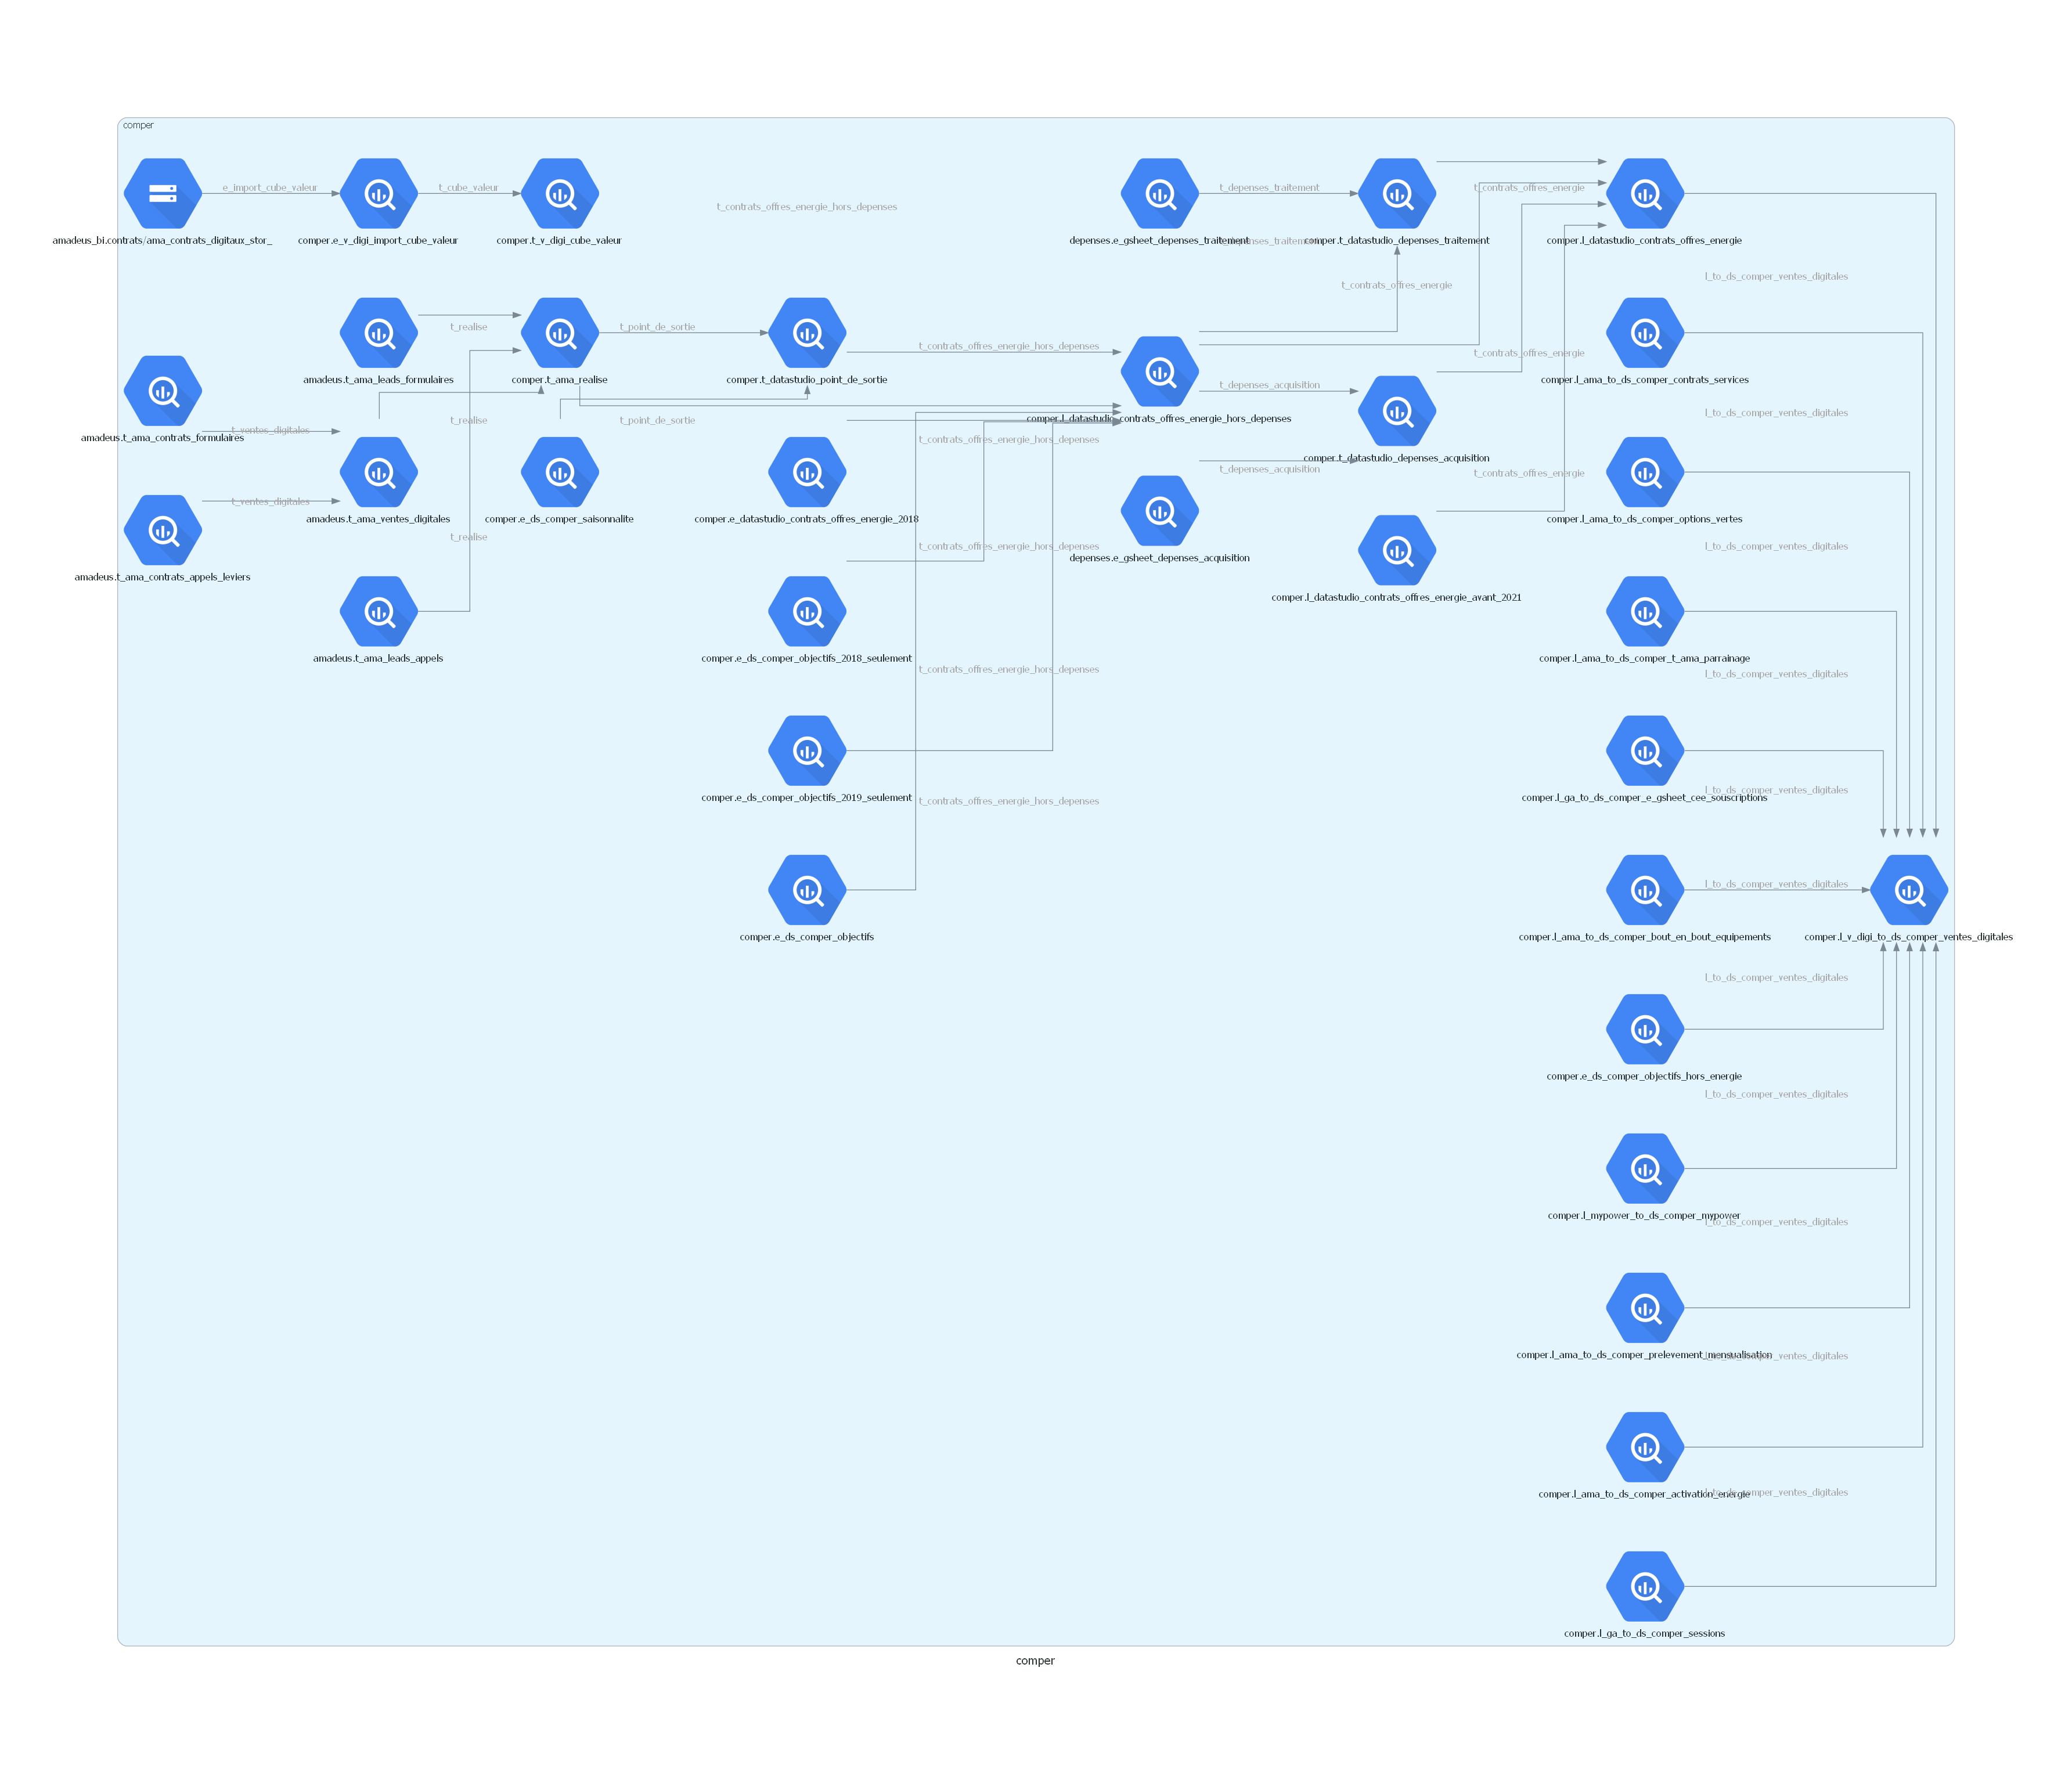 comper
e_import_cube_valeur
t_cube_valeur
t_contrats_offres_energie_hors_depenses
t_depenses_traitement
t_contrats_offres_energie
amadeus_bi.contrats/ama_contrats_digitaux_stor_
comper.e_v_digi_import_cube_valeur
comper.t_v_digi_cube_valeur
depenses.e_gsheet_depenses_traitement
t_depenses_traitement
comper.t_datastudio_depenses_traitement
comper.l_datastudio_contrats_offres_energie
t_contrats_offres_energie
l_to_ds_comper_ventes_digitales
t_realise
t_point_de_sortie
t_contrats_offres_energie_hors_depenses
t_contrats_offres_energie
amadeus.t_ama_leads_formulaires
comper.t_ama_realise
comper.t_datastudio_point_de_sortie
t_depenses_acquisition
comper.l_ama_to_ds_comper_contrats_services
amadeus.t_ama_contrats_formulaires
t_ventes_digitales
t_realise
t_point_de_sortie
t_contrats_offres_energie_hors_depenses
comper.l_datastudio_contrats_offres_energie_hors_depenses
l_to_ds_comper_ventes_digitales
t_depenses_acquisition
comper.t_datastudio_depenses_acquisition
t_contrats_offres_energie
t_ventes_digitales
amadeus.t_ama_ventes_digitales
comper.e_ds_comper_saisonnalite
comper.e_datastudio_contrats_offres_energie_2018
comper.l_ama_to_ds_comper_options_vertes
t_realise
t_contrats_offres_energie_hors_depenses
depenses.e_gsheet_depenses_acquisition
l_to_ds_comper_ventes_digitales
amadeus.t_ama_contrats_appels_leviers
comper.l_datastudio_contrats_offres_energie_avant_2021
amadeus.t_ama_leads_appels
comper.e_ds_comper_objectifs_2018_seulement
t_contrats_offres_energie_hors_depenses
comper.l_ama_to_ds_comper_t_ama_parrainage
l_to_ds_comper_ventes_digitales
comper.e_ds_comper_objectifs_2019_seulement
t_contrats_offres_energie_hors_depenses
comper.l_ga_to_ds_comper_e_gsheet_cee_souscriptions
l_to_ds_comper_ventes_digitales
l_to_ds_comper_ventes_digitales
comper.e_ds_comper_objectifs
comper.l_ama_to_ds_comper_bout_en_bout_equipements
comper.l_v_digi_to_ds_comper_ventes_digitales
l_to_ds_comper_ventes_digitales
comper.e_ds_comper_objectifs_hors_energie
l_to_ds_comper_ventes_digitales
comper.l_mypower_to_ds_comper_mypower
l_to_ds_comper_ventes_digitales
comper.l_ama_to_ds_comper_prelevement_mensualisation
l_to_ds_comper_ventes_digitales
comper.l_ama_to_ds_comper_activation_energie
l_to_ds_comper_ventes_digitales
comper.l_ga_to_ds_comper_sessions
comper